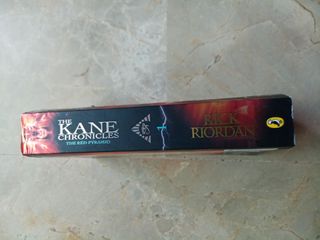 THE
KANE
CHRONICLES
THE RED PYRAMID
RICK
RIORDAN